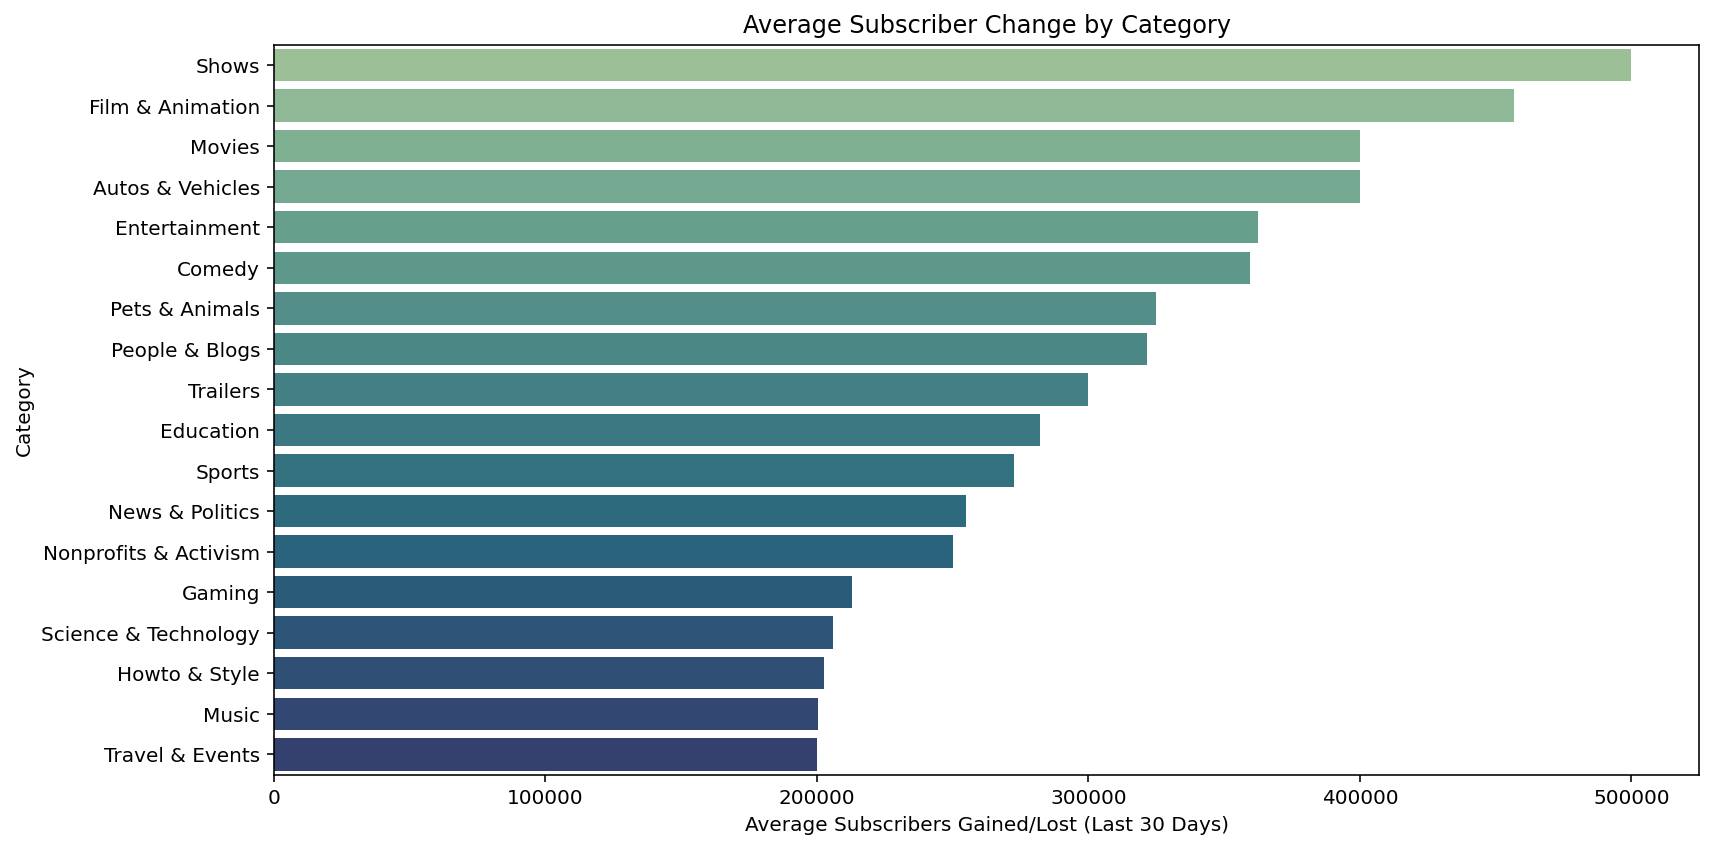 Average Subscriber Change by Category
Category
Shows
Film & Animation
Movies
Autos & Vehicles
Entertainment
Comedy
Pets & Animals
People & Blogs
Trailers
Education
Sports
News & Politics
Nonprofits & Activism
Gaming
Science & Technology
Howto & Style
Music
Travel & Events
0 100000 200000 300000 400000 500000
Average Subscribers Gained/Lost (Last 30 Days)